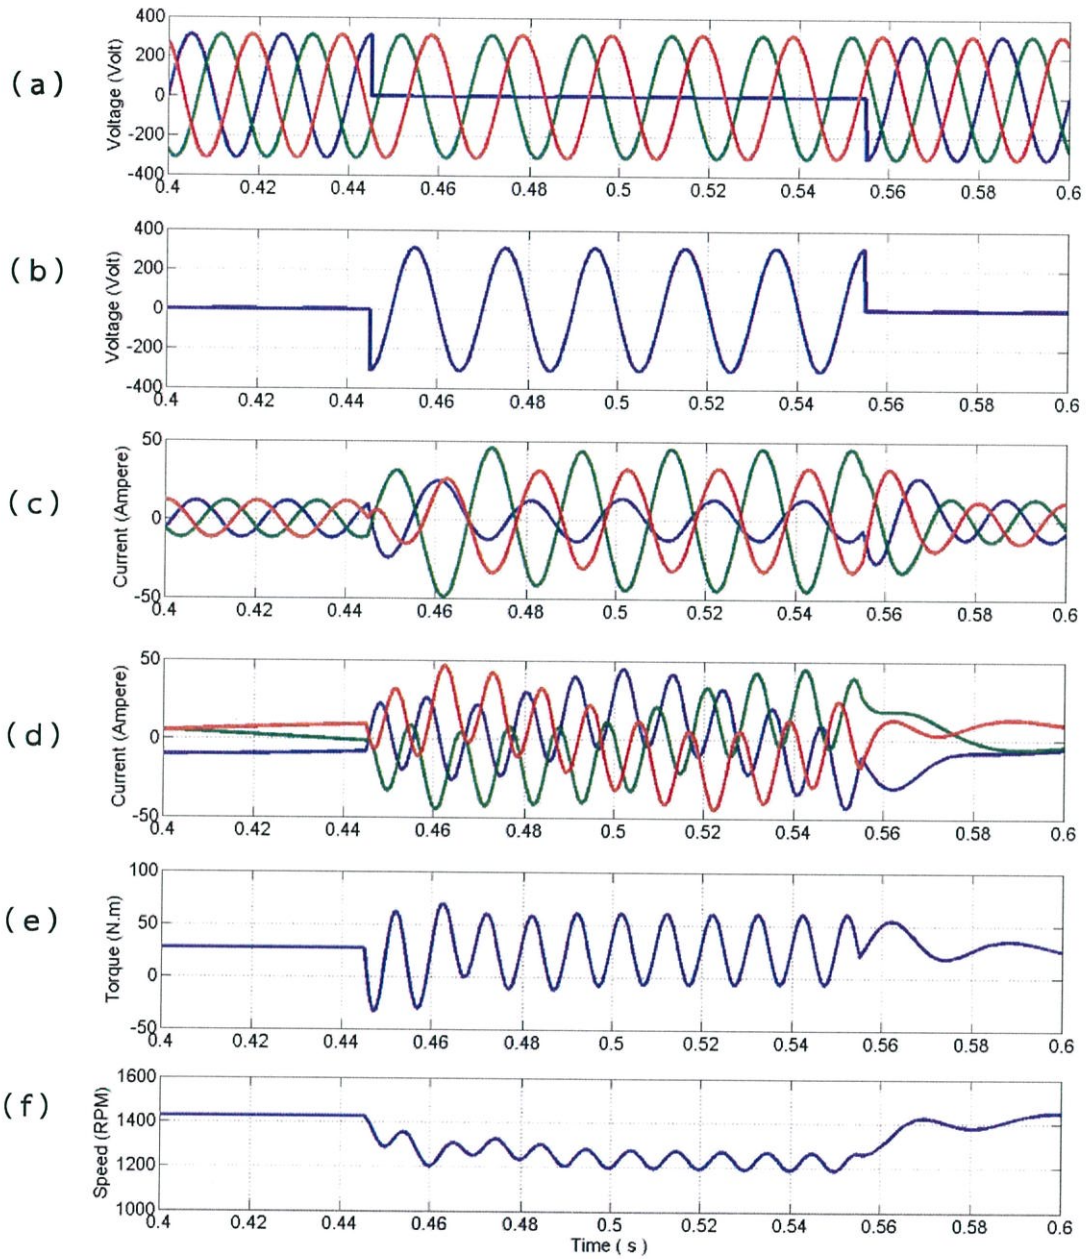 (a)
Voltage (Volt)
400
200
0
-200
-400
0.4 0.42 0.44 0.46 0.48 0.5 0.52 0.54 0.56 0.58 0.6
(b)
Voltage (Volt)
400
200
0
-200
-400
0.4 0.42 0.44 0.46 0.48 0.5 0.52 0.54 0.56 0.58 0.6
(c)
Current (Ampere)
50
0
-50
0.4 0.42 0.44 0.46 0.48 0.5 0.52 0.54 0.56 0.58 0.6
(d)
Current (Ampere)
50
0
-50
0.4 0.42 0.44 0.46 0.48 0.5 0.52 0.54 0.56 0.58 0.6
(e)
Torque (N.m)
100
50
0
-50
0.4 0.42 0.44 0.46 0.48 0.5 0.52 0.54 0.56 0.58 0.6
(f)
Speed (RPM)
1600
1400
1200
1000
0.4 0.42 0.44 0.46 0.48 0.5 0.52 0.54 0.56 0.58 0.6
Time ( s )